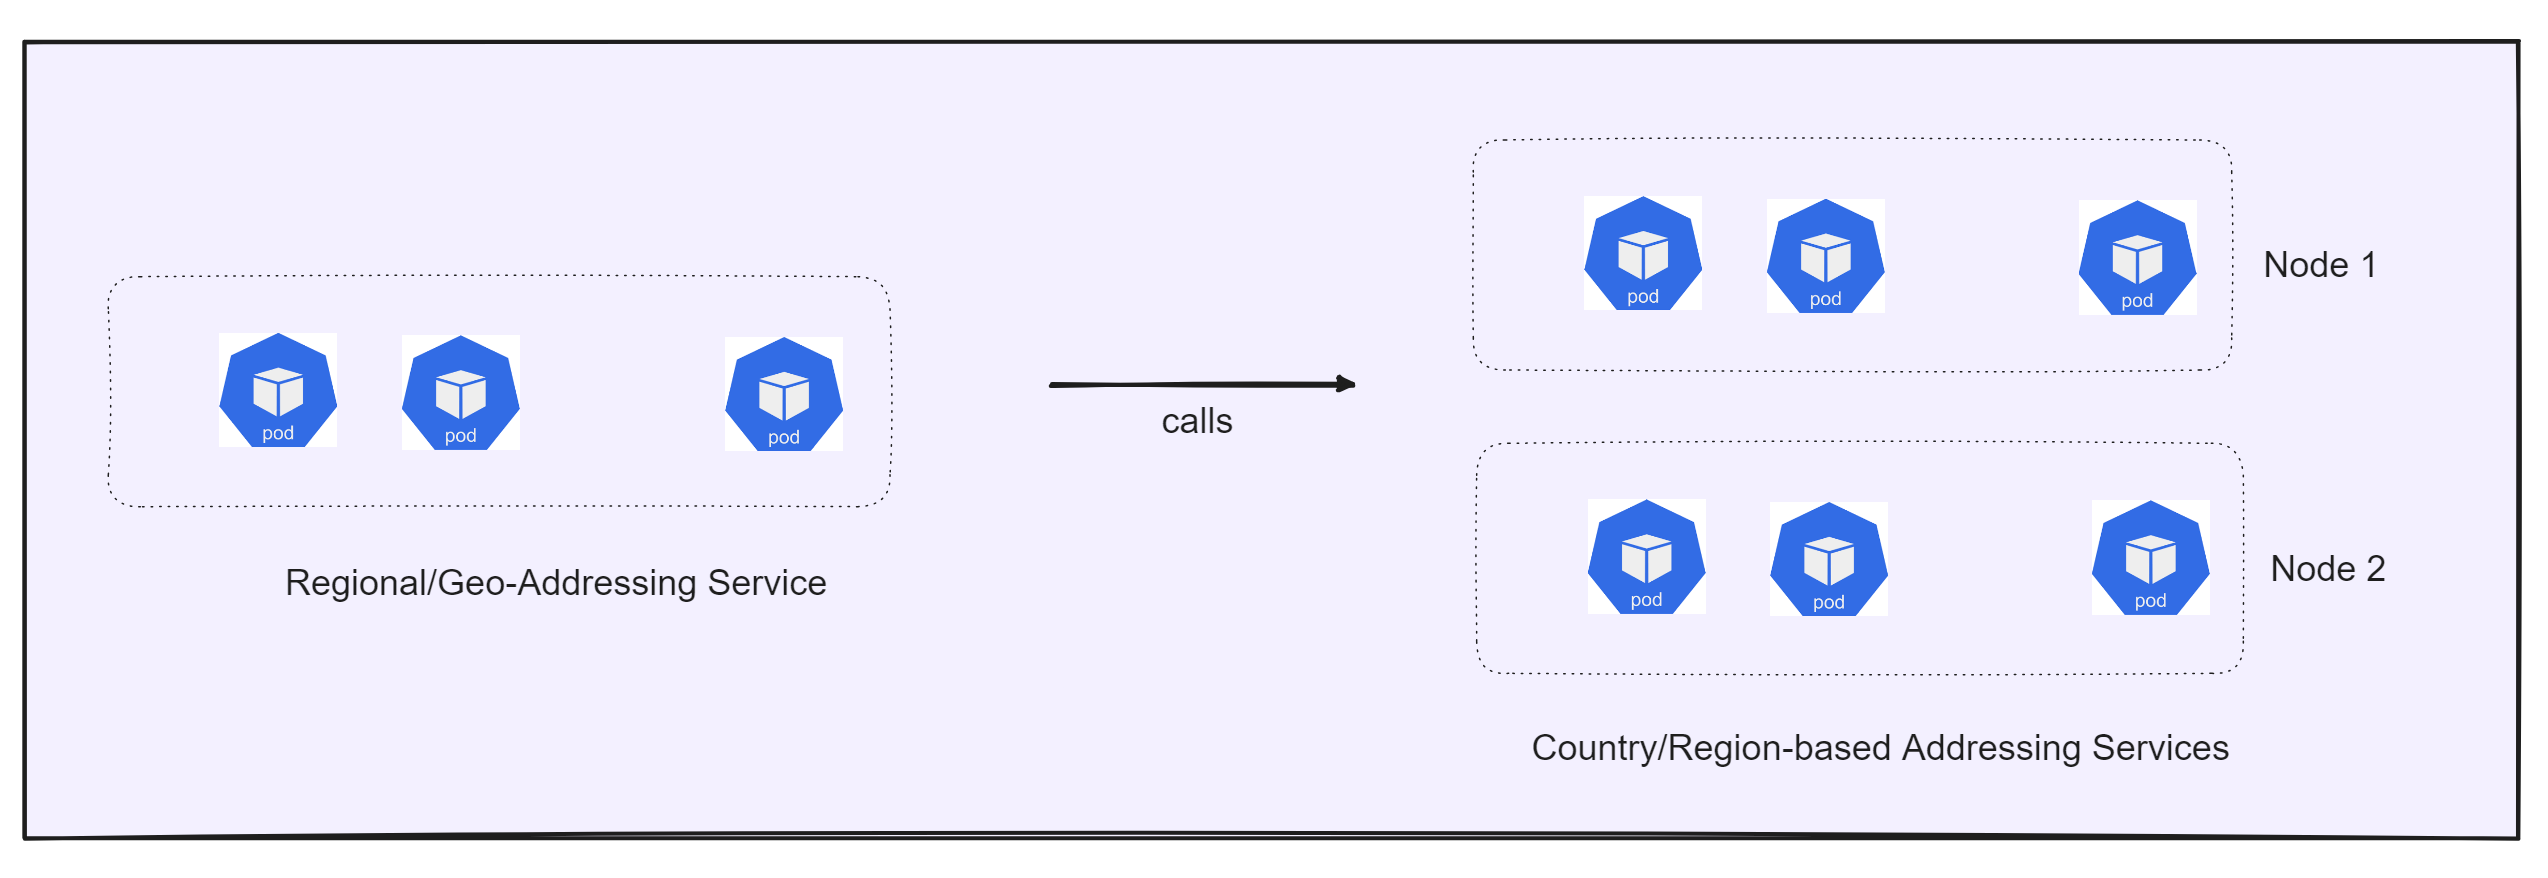 pod
pod
pod
Regional/Geo-Addressing Service
calls
pod
pod
pod
Node 1
pod
pod
pod
Node 2
Country/Region-based Addressing Services